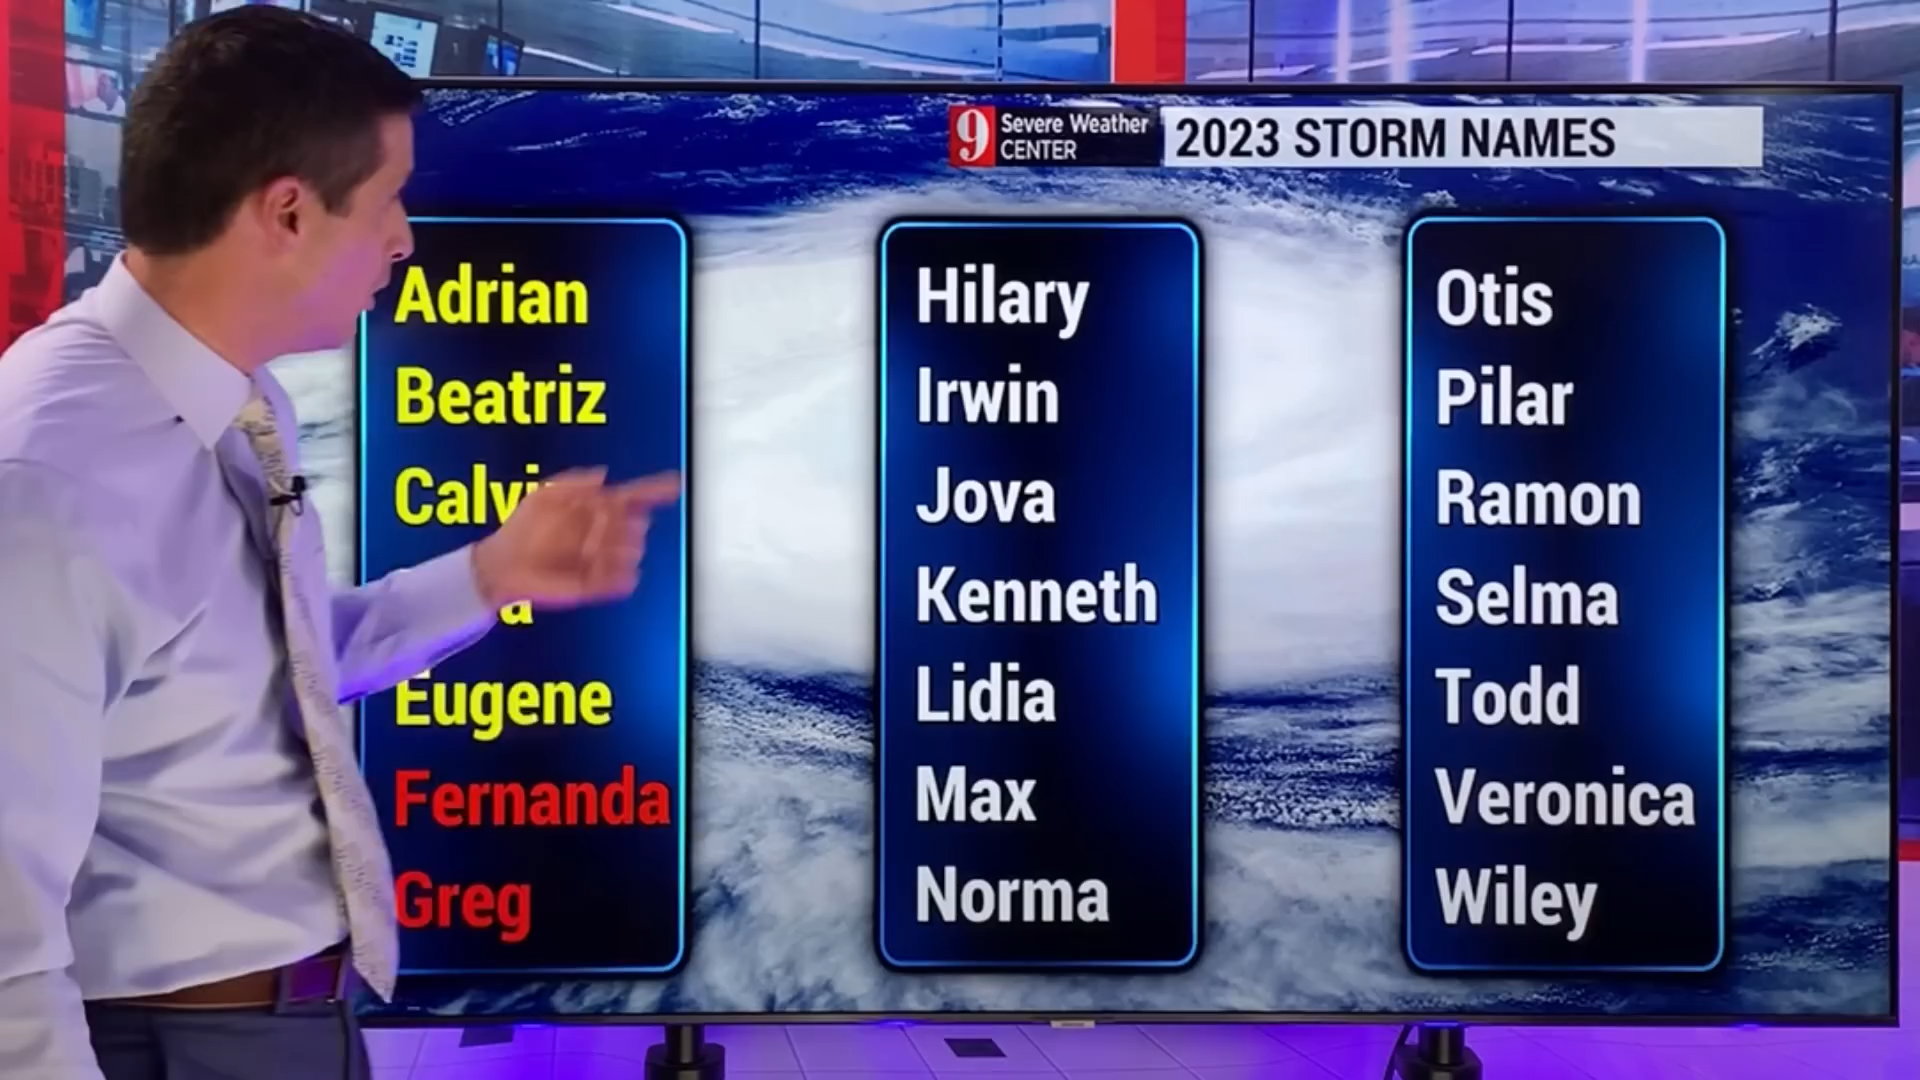 9 Severe Weather
CENTER
2023 STORM NAMES
Adrian
Beatriz
Eugene
Fernanda
Greg
Hilary
Irwin
Jova
Kenneth
Lidia
Max
Norma
Otis
Pilar
Ramon
Selma
Todd
Veronica
Wiley